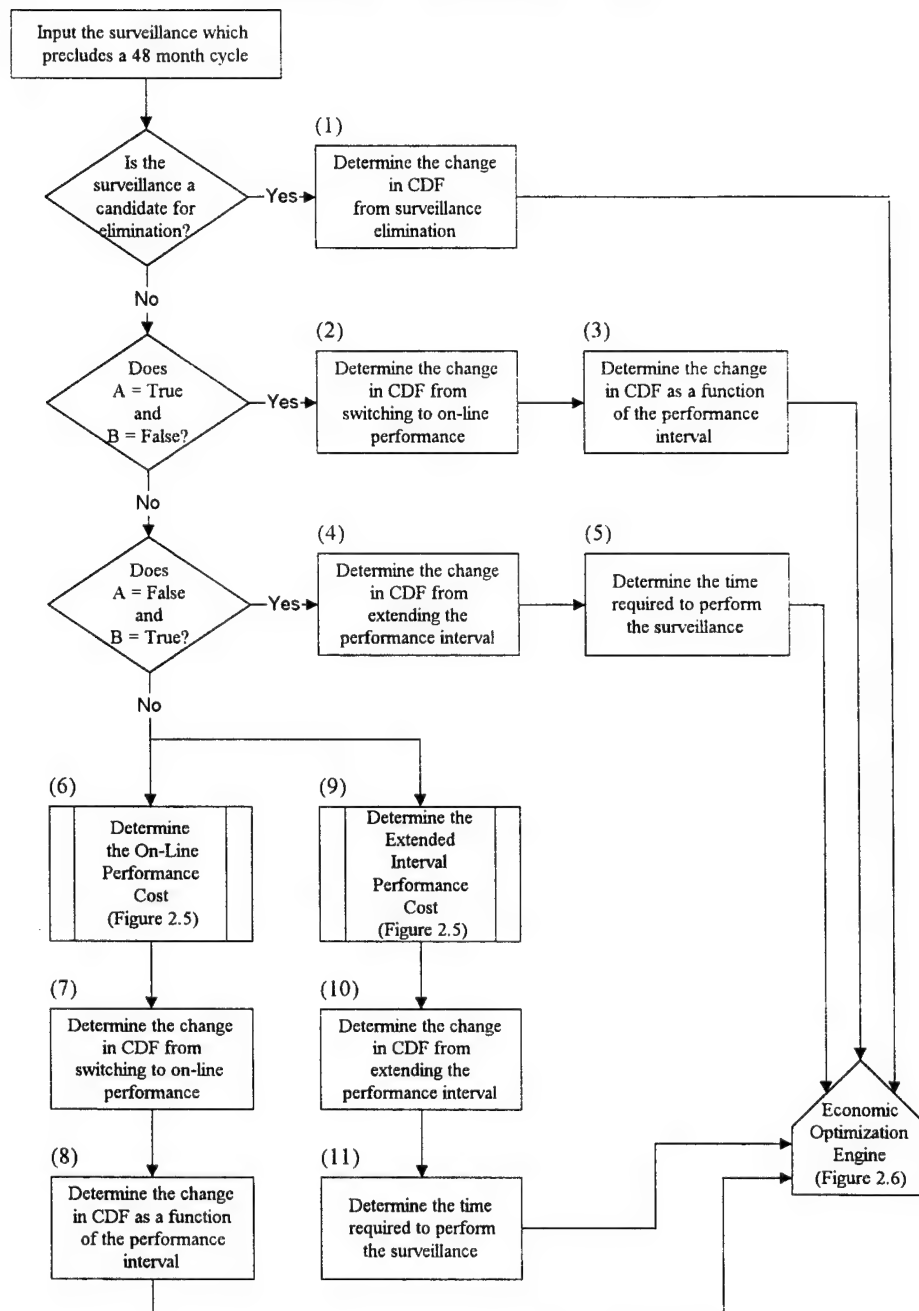 Input the surveillance which
precludes a 48 month cycle
Is the
surveillance a
candidate for
elimination?
Yes
(1)
Determine the change
in CDF
from surveillance
elimination
No
Does
A = True
and
B = False?
Yes
(2)
Determine the change
in CDF from
switching to on-line
performance
(3)
Determine the change
in CDF as a function
of the performance
interval
No
Does
A = False
and
B = True?
Yes
(4)
Determine the change
in CDF from
extending the
performance interval
(5)
Determine the time
required to perform
the surveillance
No
(6)
Determine
the On-Line
Performance
Cost
(Figure 2.5)
(9)
Determine the
Extended
Interval
Performance
Cost
(Figure 2.5)
(7)
Determine the change
in CDF from
switching to on-line
performance
(10)
Determine the change
in CDF from
extending the
performance interval
(8)
Determine the change
in CDF as a function
of the performance
interval
(11)
Determine the time
required to perform
the surveillance
Economic
Optimization
Engine
(Figure 2.6)